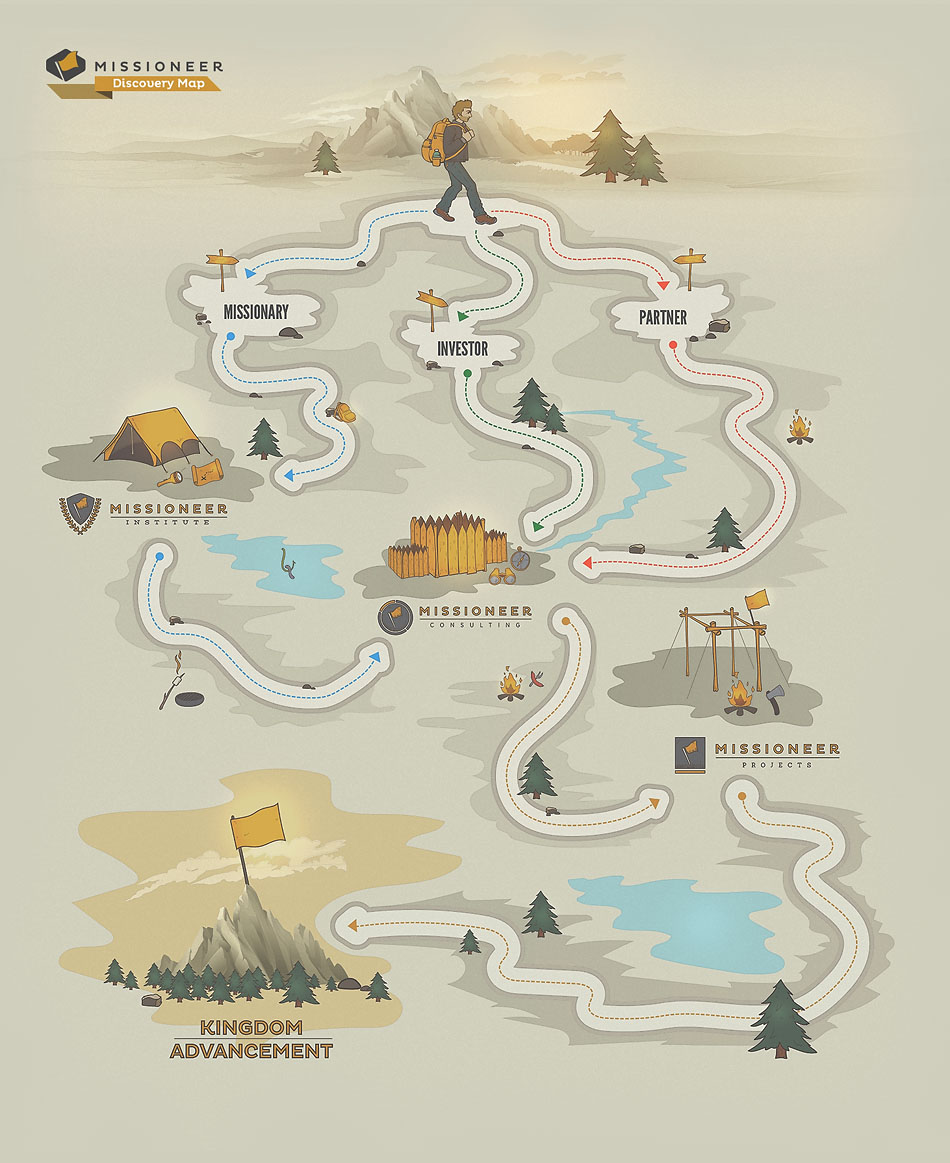 MISSIONEER
Discovery Map
MISSIONARY
INVESTOR
PARTNER
MISSIONEER
INSTITUTE
MISSIONEER
CONSULTING
MISSIONEER
PROJECTS
KINGDOM
ADVANCEMENT